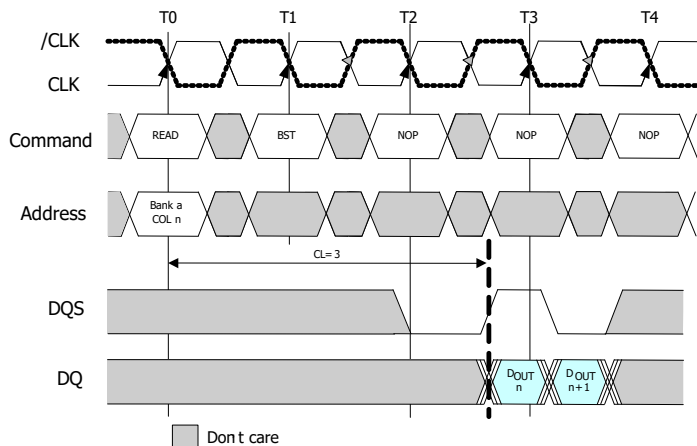 T0 T1 T2 T3 T4
/CLK
CLK
Command READ BST NOP NOP NOP
Address Bank a
COL n
CL= 3
DQS
DQ DOUT
n DOUT
n+1
Don t care